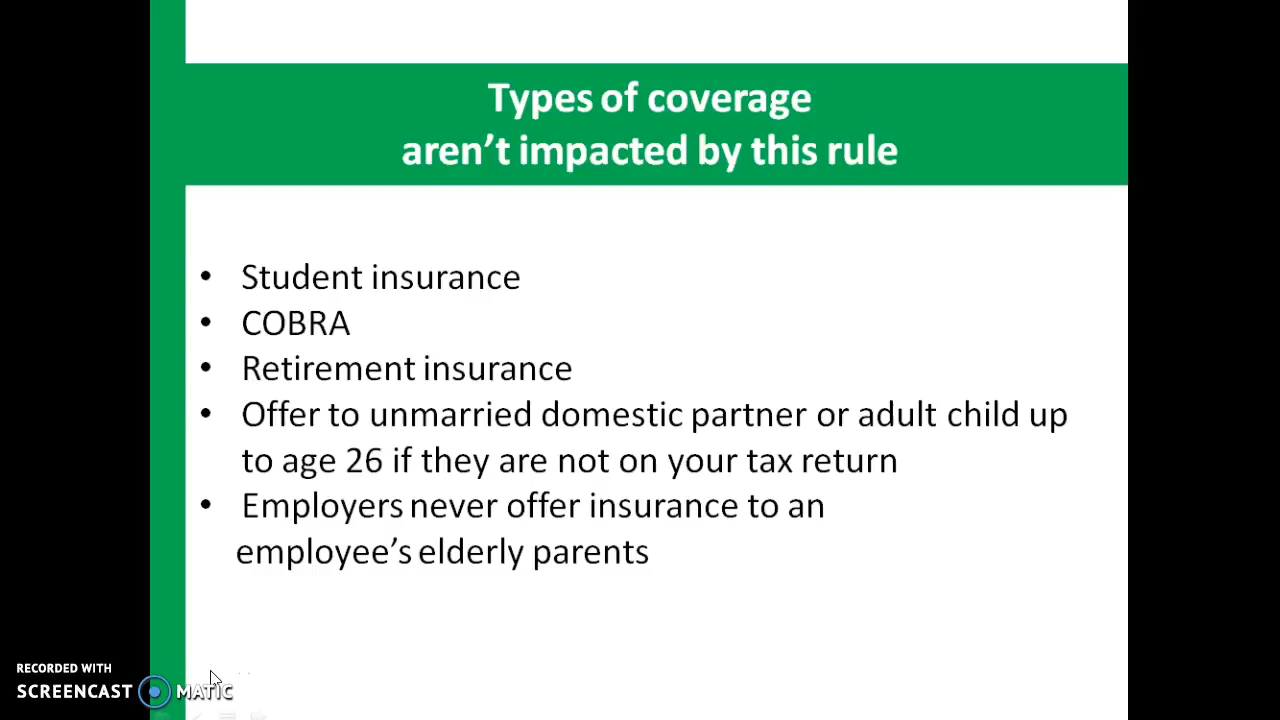 Types of coverage
aren’t impacted by this rule
• Student insurance
• COBRA
• Retirement insurance
• Offer to unmarried domestic partner or adult child up
to age 26 if they are not on your tax return
• Employers never offer insurance to an
employee’s elderly parents
RECORDED WITH
SCREENCAST MATIC